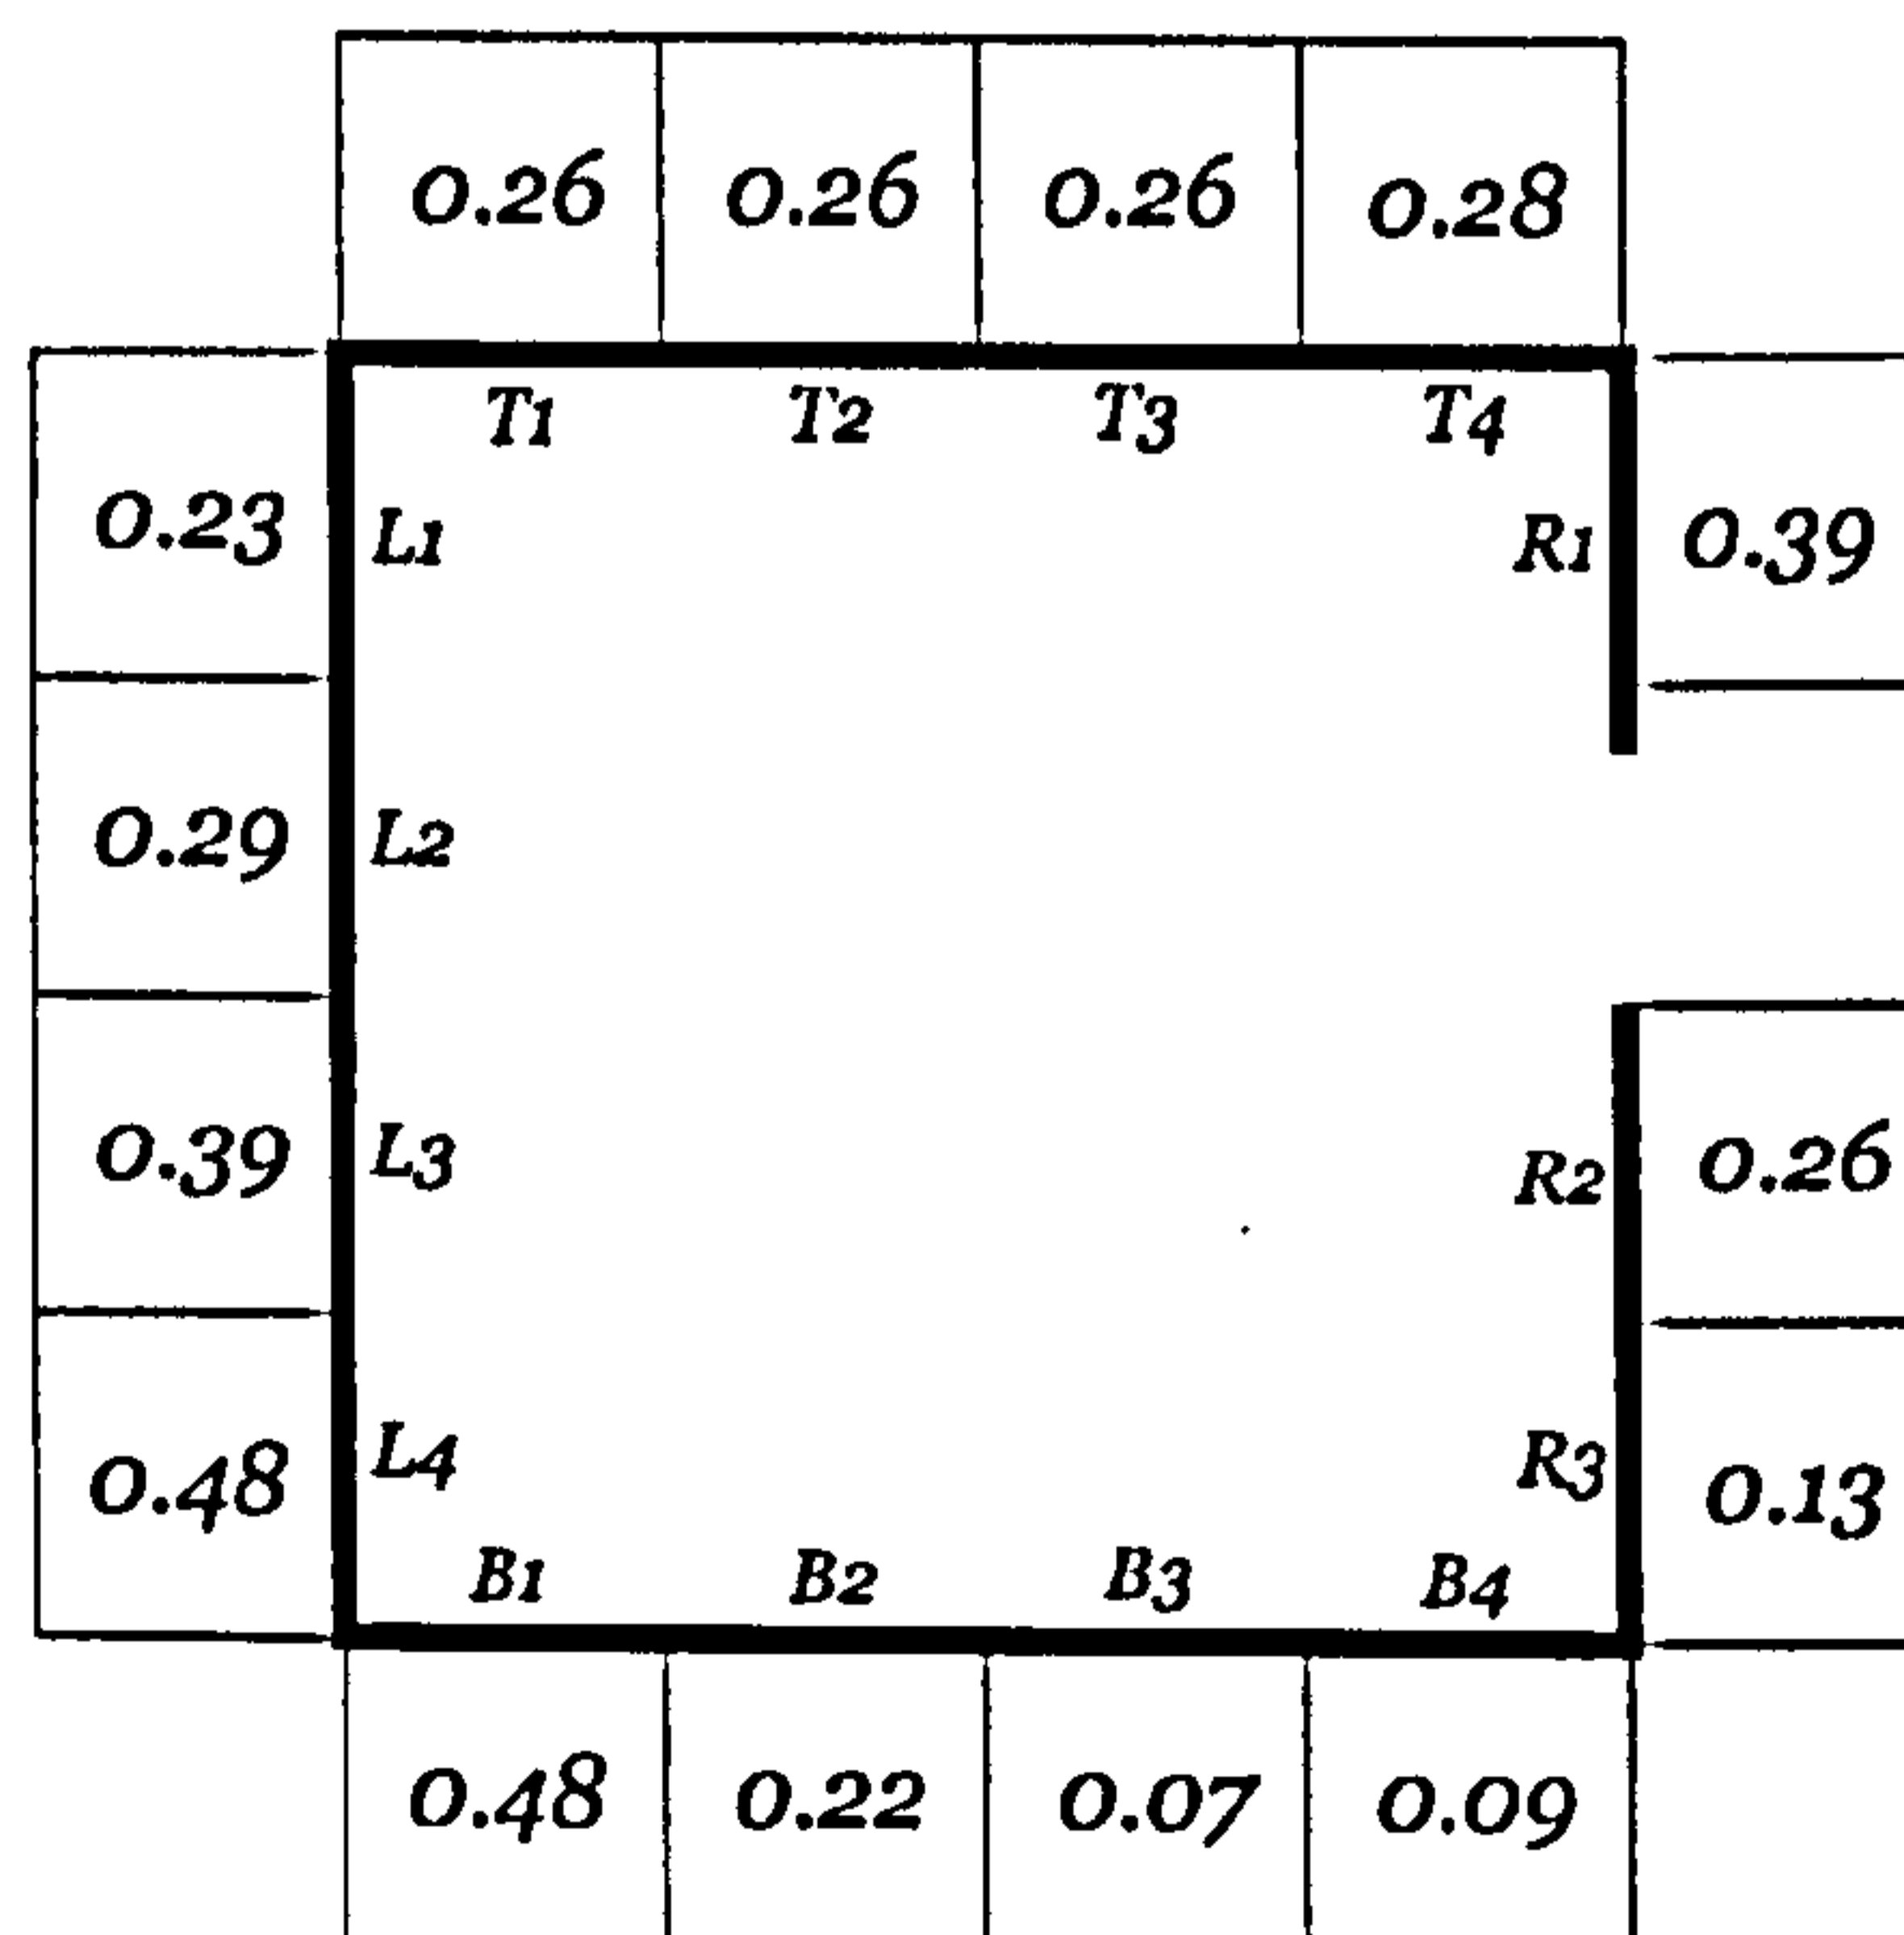 0.26 0.26 0.26 0.28
T1 T2 T3 T4
0.23 L1 R1 0.39
0.29 L2
0.39 L3 R2 0.26
0.48 L4 R3 0.13
B1 B2 B3 B4
0.48 0.22 0.07 0.09